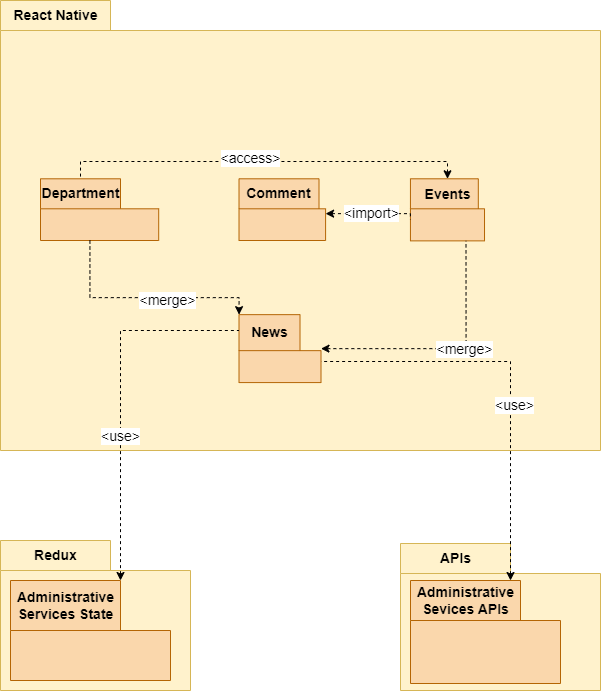 React Native
<access>
Department
Comment
Events
<import>
<merge>
News
<merge>
<use>
<use>
Redux
APIs
Administrative
Services State
Administrative
Sevices APIs